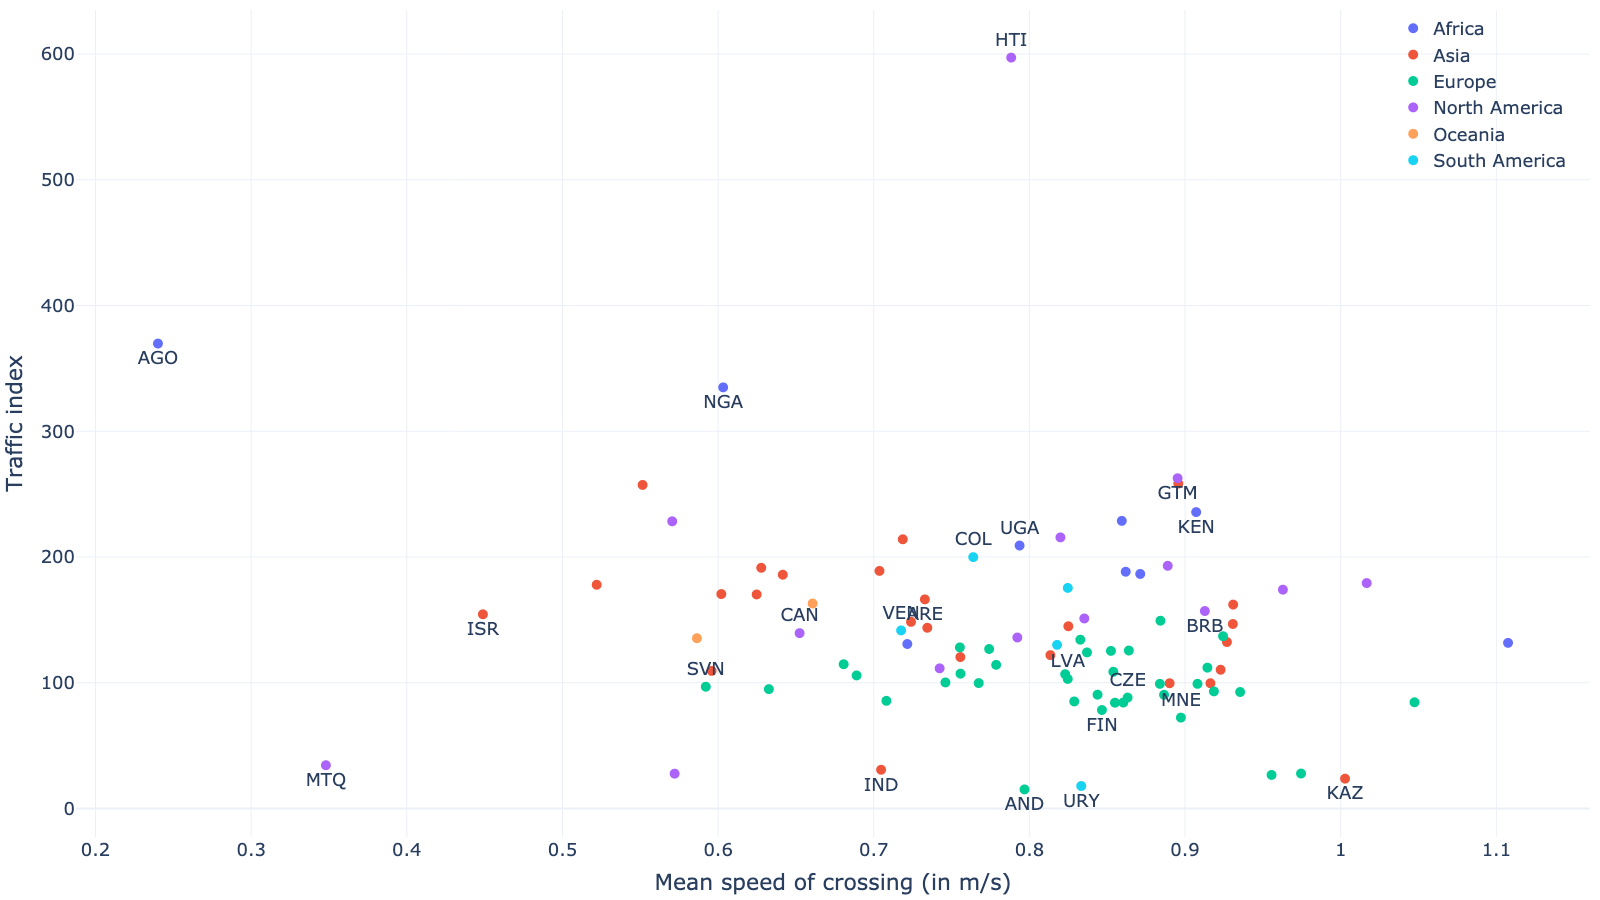 HTI
Africa
Asia
Europe
North America
Oceania
South America
600
500
400
300
200
100
0
Traffic index
AGO
NGA
GTM
KEN
UGA
COL
VEN
ARE
CAN
BRB
ISR
SVN
LVA
CZE
MNE
FIN
MTQ
IND
AND
URY
KAZ
0.2
0.3
0.4
0.5
0.6
0.7
0.8
0.9
1
1.1
Mean speed of crossing (in m/s)